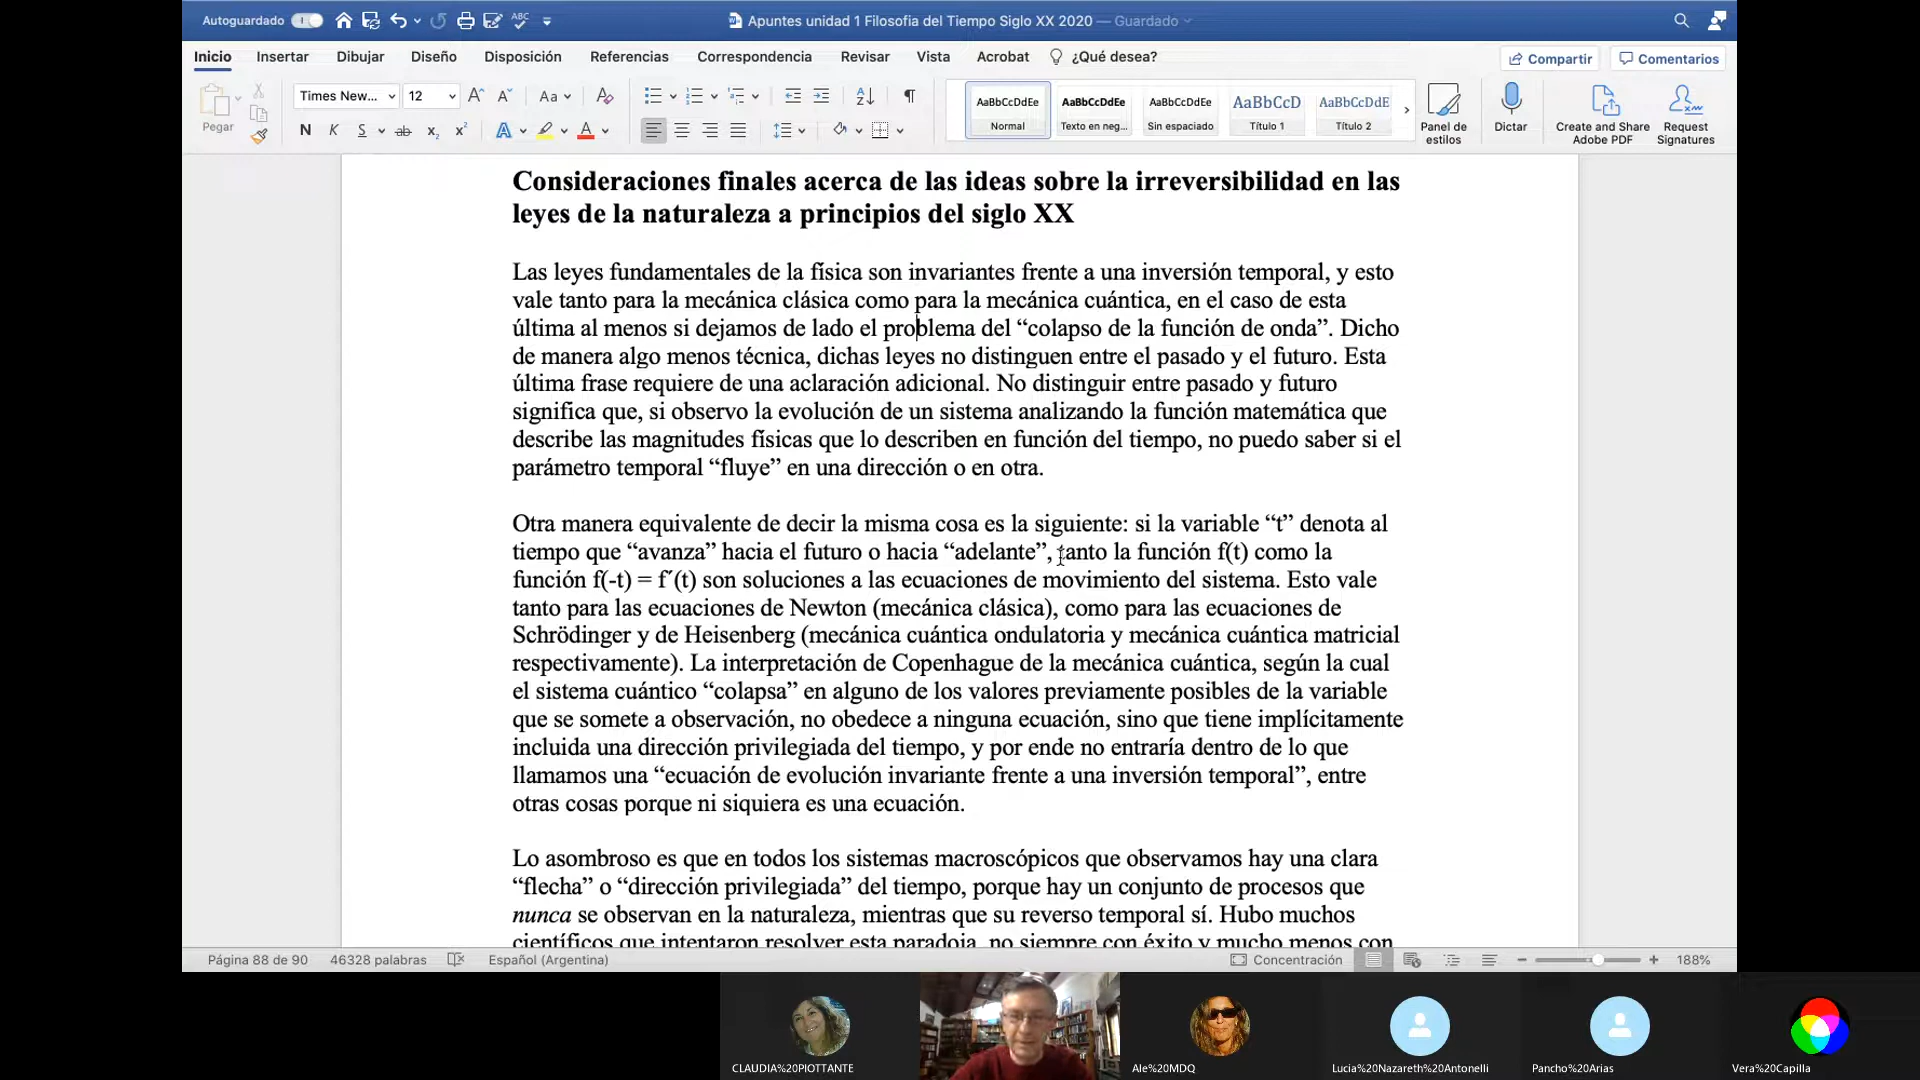 Autoguardado
Apuntes unidad 1 Filosofia del Tiempo Siglo XX 2020 — Guardado
Inicio Insertar Dibujar Diseño Disposición Referencias Correspondencia Revisar Vista Acrobat ¿Qué desea? Compartir Comentarios
Pegar
Times New... 12
AaBbCcDdEe AaBbCcDdEe AaBbCcDdEe AaBbCcD AaBbCcDdE
Normal Texto en neg... Sin espaciado Título 1 Título 2
Panel de estilos
Dictar
Create and Share Adobe PDF
Request Signatures
Consideraciones finales acerca de las ideas sobre la irreversibilidad en las
leyes de la naturaleza a principios del siglo XX
Las leyes fundamentales de la física son invariantes frente a una inversión temporal, y esto
vale tanto para la mecánica clásica como para la mecánica cuántica, en el caso de esta
última al menos si dejamos de lado el problema del “colapso de la función de onda”. Dicho
de manera algo menos técnica, dichas leyes no distinguen entre el pasado y el futuro. Esta
última frase requiere de una aclaración adicional. No distinguir entre pasado y futuro
significa que, si observo la evolución de un sistema analizando la función matemática que
describe las magnitudes físicas que lo describen en función del tiempo, no puedo saber si el
parámetro temporal “fluye” en una dirección o en otra.
Otra manera equivalente de decir la misma cosa es la siguiente: si la variable “t” denota al
tiempo que “avanza” hacia el futuro o hacia “adelante”, tanto la función f(t) como la
función f(-t) = f´(t) son soluciones a las ecuaciones de movimiento del sistema. Esto vale
tanto para las ecuaciones de Newton (mecánica clásica), como para las ecuaciones de
Schrödinger y de Heisenberg (mecánica cuántica ondulatoria y mecánica cuántica matricial
respectivamente). La interpretación de Copenhague de la mecánica cuántica, según la cual
el sistema cuántico “colapsa” en alguno de los valores previamente posibles de la variable
que se somete a observación, no obedece a ninguna ecuación, sino que tiene implícitamente
incluida una dirección privilegiada del tiempo, y por ende no entraría dentro de lo que
llamamos una “ecuación de evolución invariante frente a una inversión temporal”, entre
otras cosas porque ni siquiera es una ecuación.
Lo asombroso es que en todos los sistemas macroscópicos que observamos hay una clara
“flecha” o “dirección privilegiada” del tiempo, porque hay un conjunto de procesos que
nunca se observan en la naturaleza, mientras que su reverso temporal sí. Hubo muchos
científicos que intentaron resolver esta paradoja, no siempre con éxito y mucho menos con
Página 88 de 90 46328 palabras Español (Argentina) Concentración 188%
CLAUDIA%20PIOTTANTE Ale%20MDQ Lucia%20Nazareth%20Antonelli Pancho%20Arias Vera%20Capilla